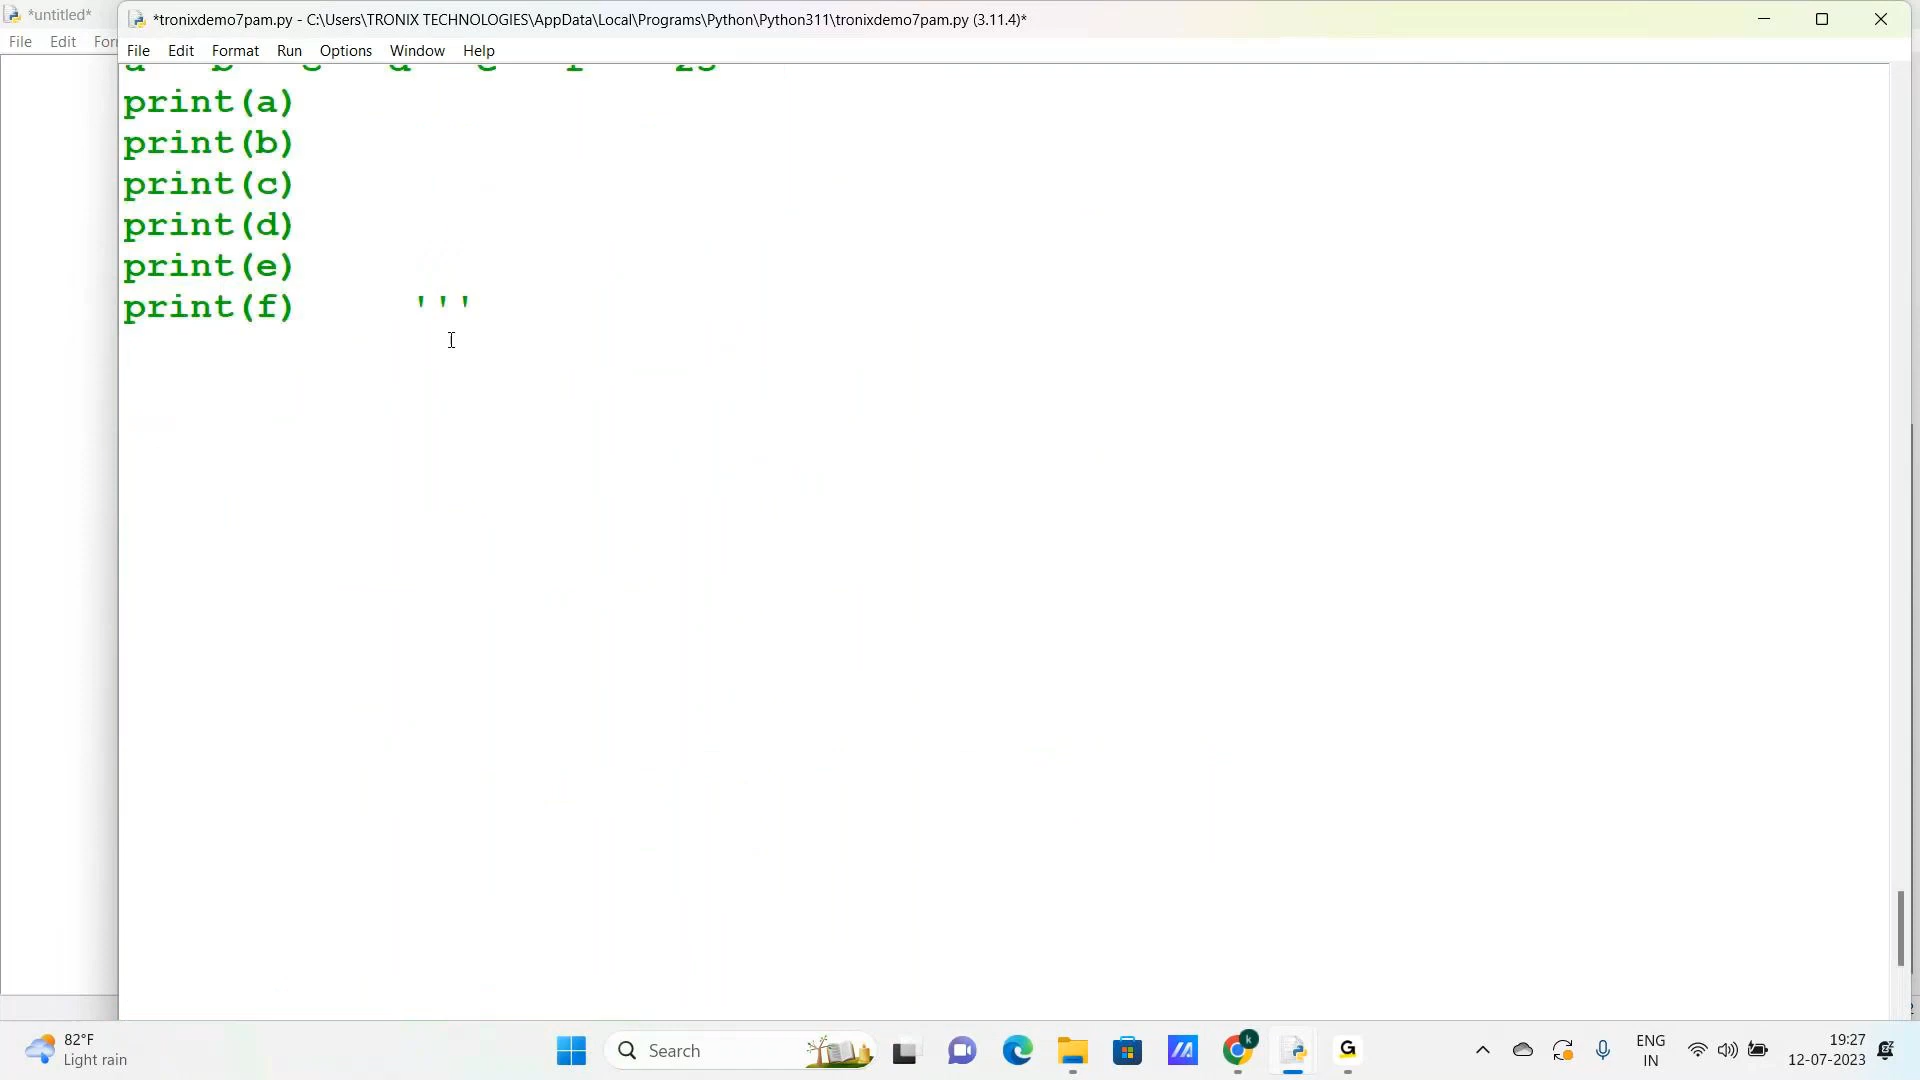 *untitled*
*tronixdemo7pam.py - C:\Users\TRONIX TECHNOLOGIES\AppData\Local\Programs\Python\Python311\tronixdemo7pam.py (3.11.4)*
File Edit
File Edit Format Run Options Window Help
print(a)
print(b)
print(c)
print(d)
print(e)
print(f) '''
82°F
Light rain
Search
ENG
IN
19:27
12-07-2023